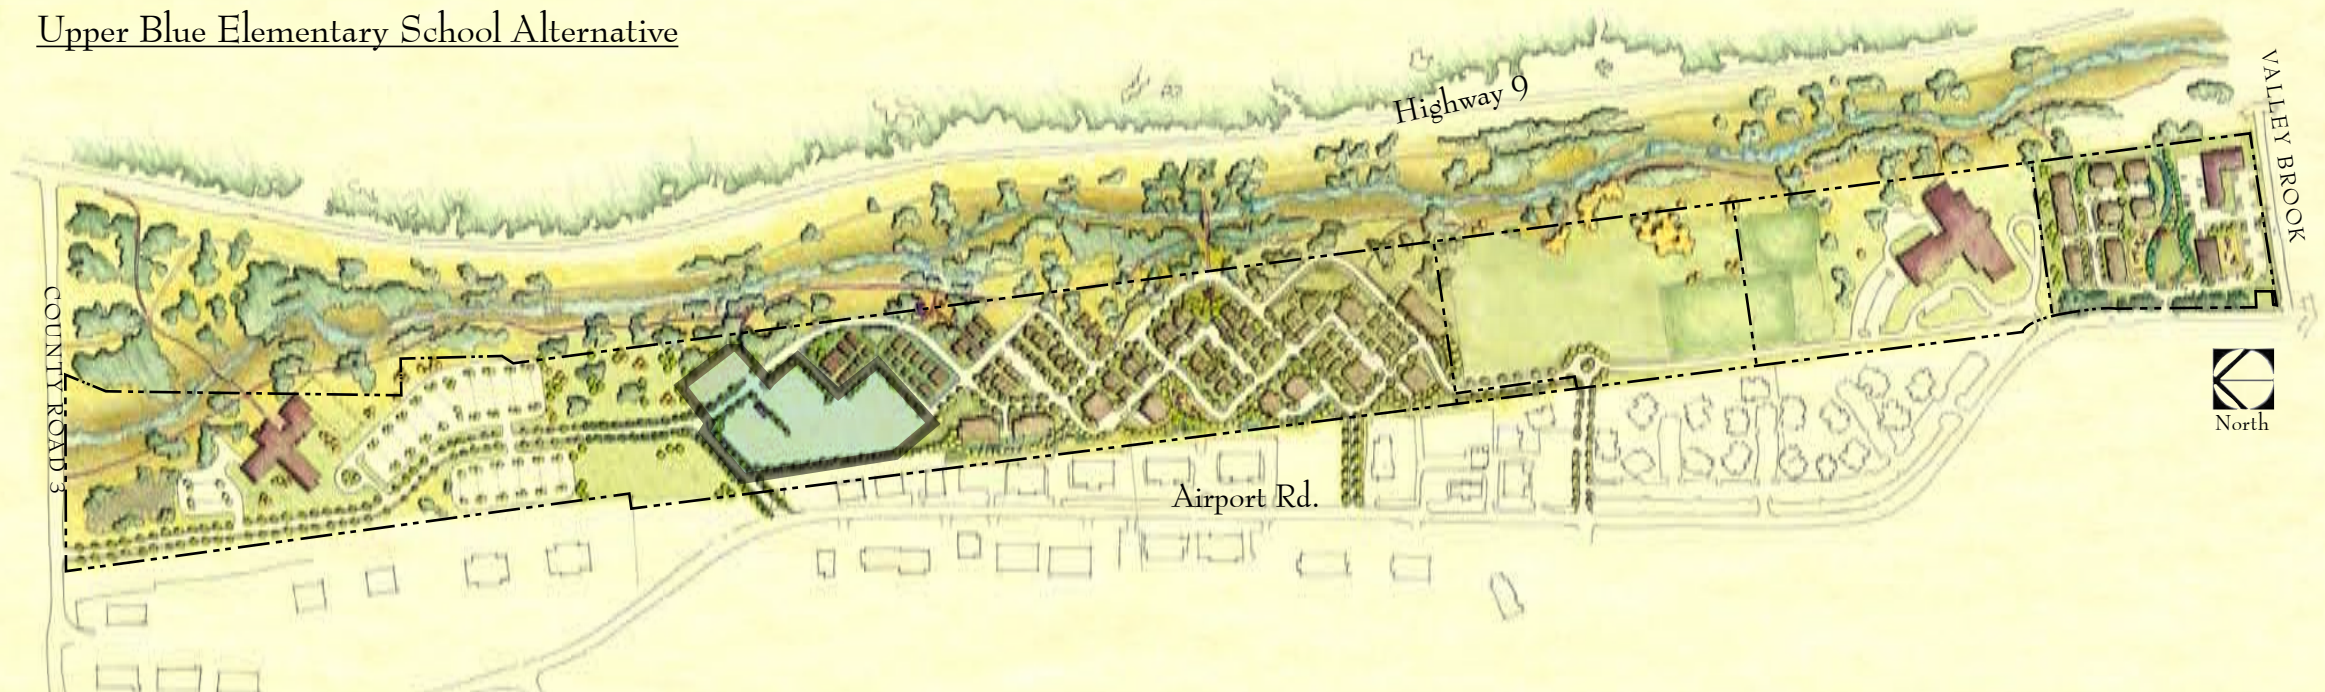 Upper Blue Elementary School Alternative
Highway 9
VALLEY BROOK
COUNTY ROAD 3
North
Airport Rd.